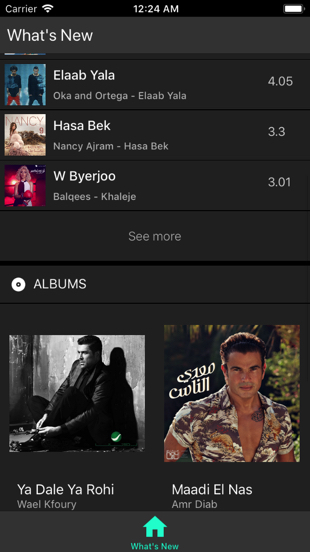 Carrier 12:24 AM
What's New
Elaab Yala
4.05
Oka and Ortega - Elaab Yala
NANCY
Hasa Bek
3.3
Nancy Ajram - Hasa Bek
W Byerjoo
3.01
Balqees - Khaleje
See more
ALBUMS
معدي
الناس
Ya Dale Ya Rohi
Maadi El Nas
Wael Kfoury
Amr Diab
What's New